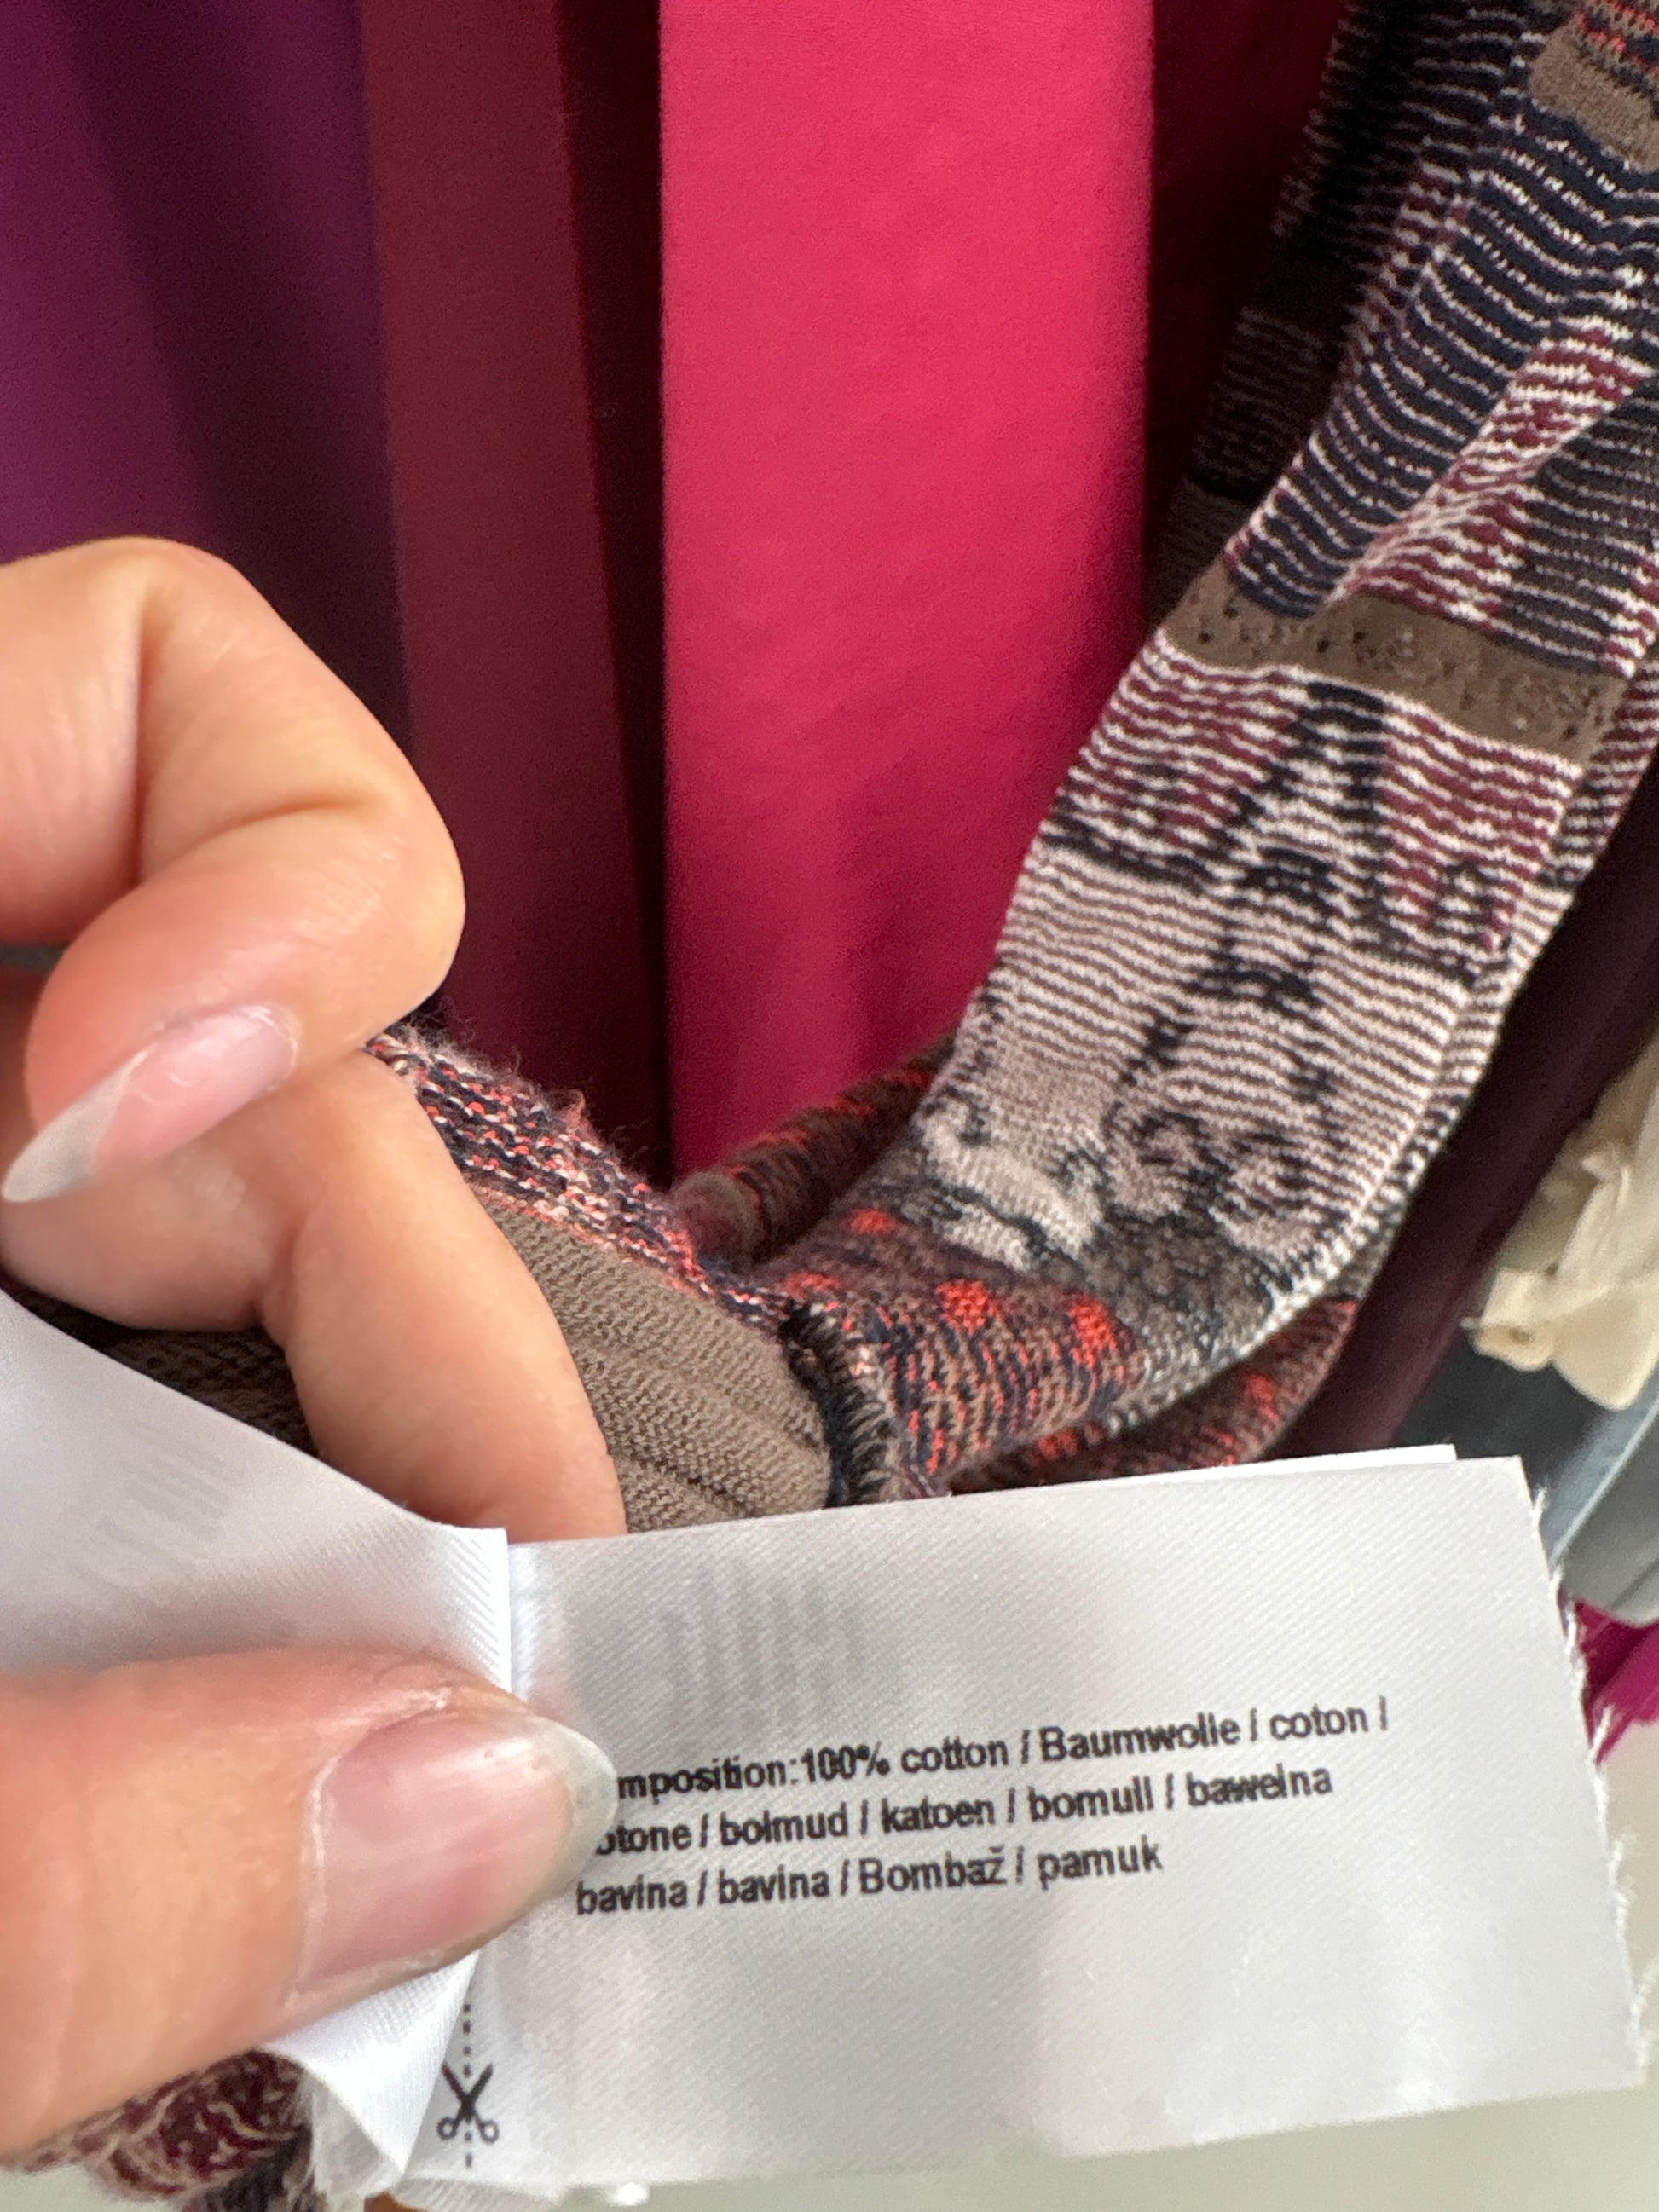 mposition:100% cotton / Baumwolle / coton /
otone / bolmud / katoen / bomull / bawelna
bavina / bavina / Bombaž / pamuk